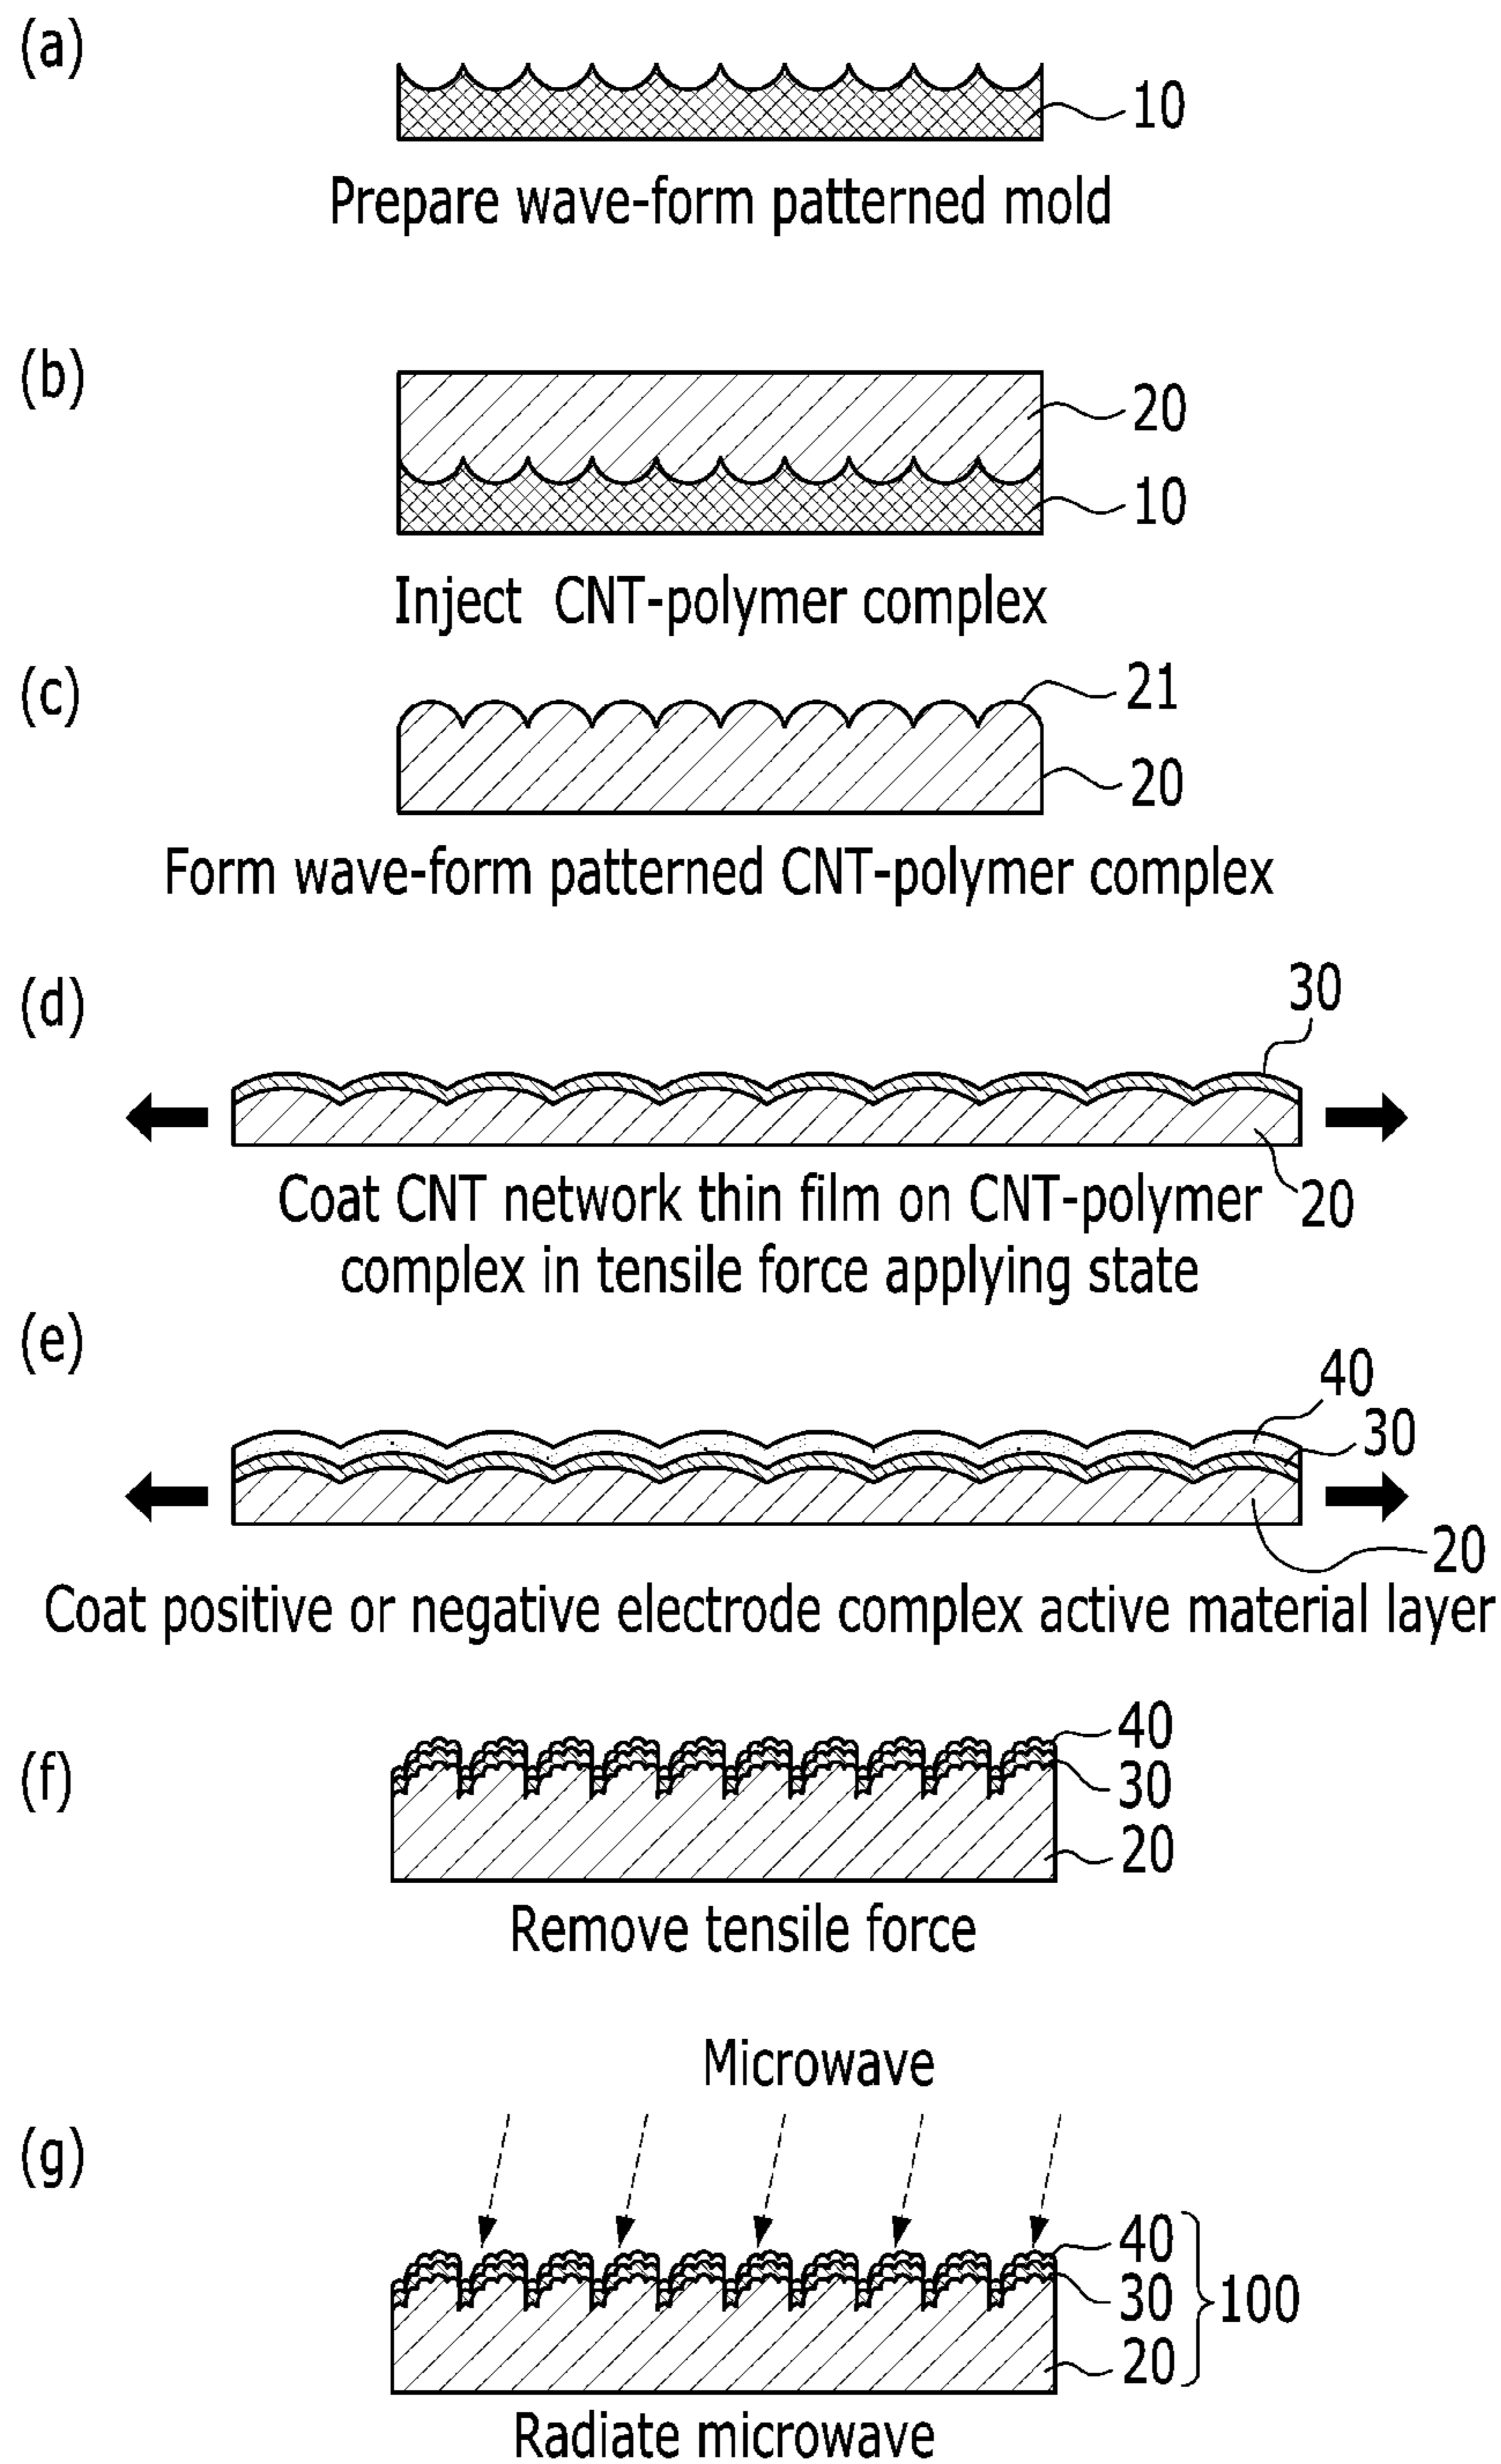 (a)
10
Prepare wave-form patterned mold
(b)
20
10
Inject CNT-polymer complex
(c)
21
20
Form wave-form patterned CNT-polymer complex
(d)
30
20
Coat CNT network thin film on CNT-polymer
complex in tensile force applying state
(e)
40
30
20
Coat positive or negative electrode complex active material layer
(f)
40
30
20
Remove tensile force
Microwave
(g)
40
30
20
100
Radiate microwave